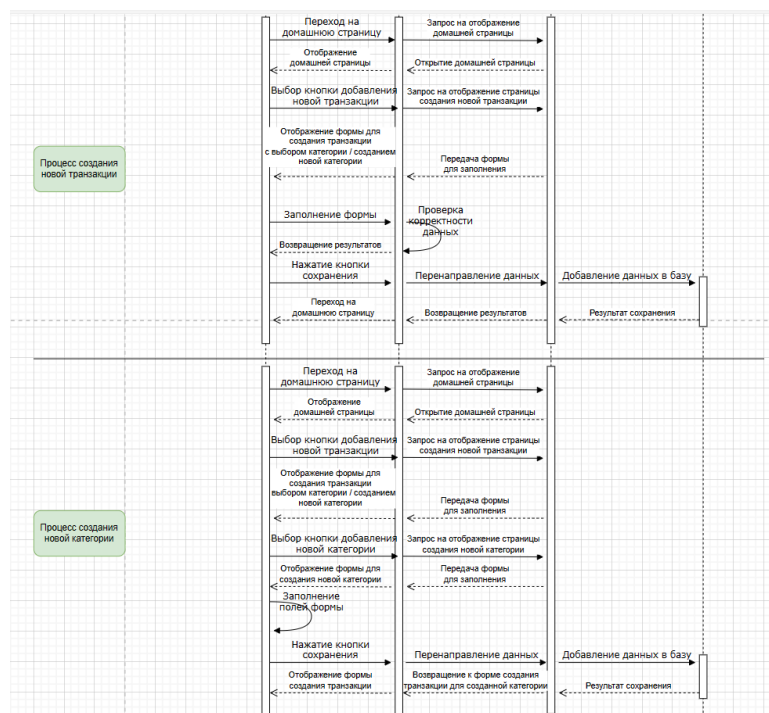 Переход на
домашнюю страницу
Запрос на отображение
домашней страницы
Отображение
домашней страницы
Открытие домашней страницы
Выбор кнопки добавления
новой транзакции
Запрос на отображение страницы
создания новой транзакции
Отображение формы для
создания транзакции
с выбором категории / созданием
новой категории
Передача формы
для заполнения
Процесс создания
новой транзакции
Заполнение формы
Проверка
корректности
данных
Возвращение результатов
Нажатие кнопки
сохранения
Перенаправление данных
Добавление данных в базу
Переход на
домашнюю страницу
Возвращение результатов
Результат сохранения
Переход на
домашнюю страницу
Запрос на отображение
домашней страницы
Отображение
домашней страницы
Открытие домашней страницы
Выбор кнопки добавления
новой транзакции
Запрос на отображение страницы
создания новой транзакции
Отображение формы для
создания транзакции
выбором категории / созданием
новой категории
Передача формы
для заполнения
Процесс создания
новой категории
Выбор кнопки добавления
новой категории
Запрос на отображение страницы
создания новой категории
Отображение формы для
создания новой категории
Передача формы
для заполнения
Заполнение
полей формы
Нажатие кнопки
сохранения
Перенаправление данных
Добавление данных в базу
Отображение формы
создания транзакции
Возвращение к форме создания
транзакции для созданной категории
Результат сохранения